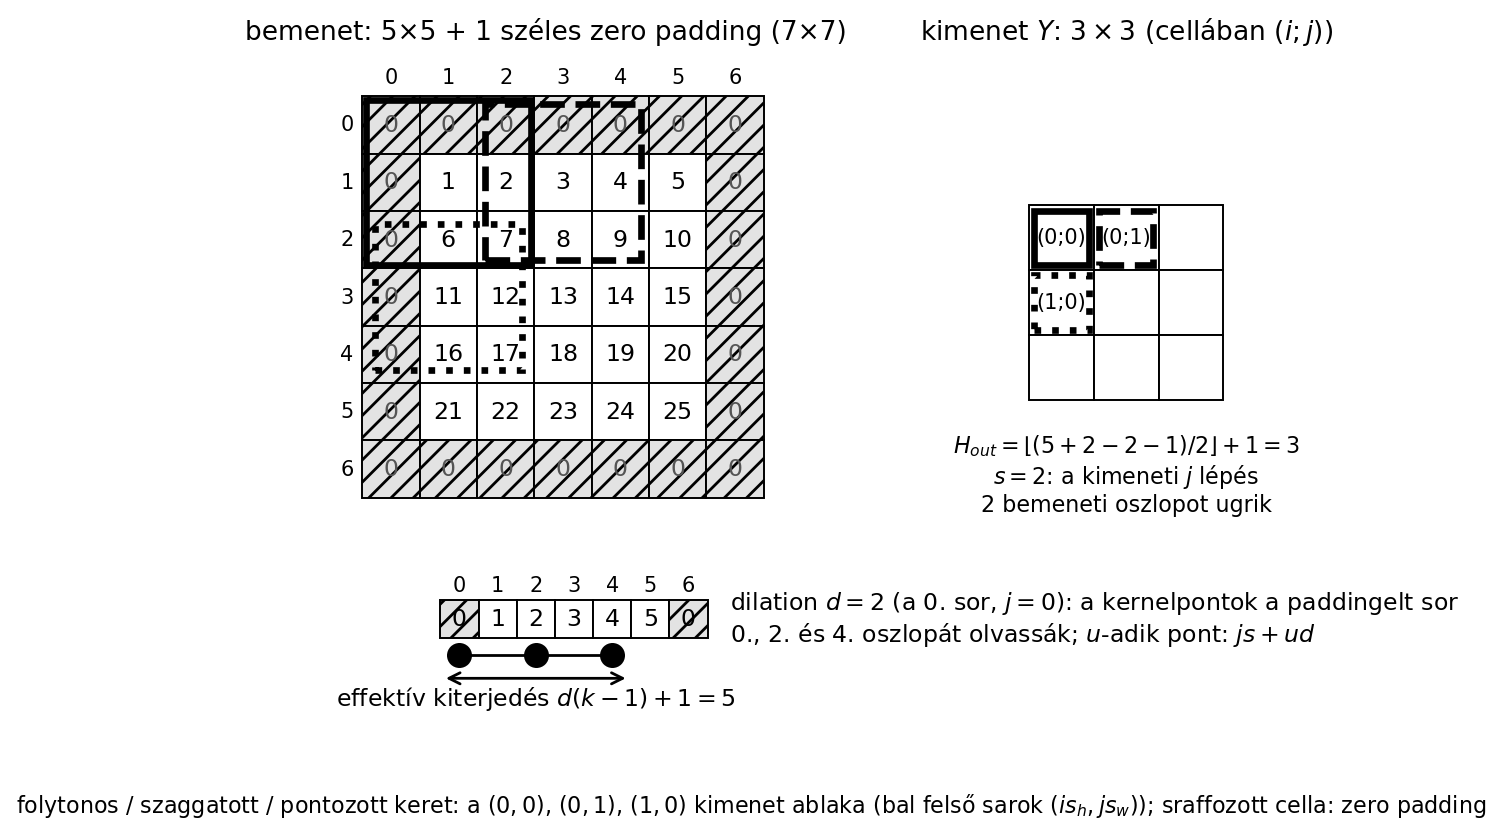 bemenet: 5×5 + 1 széles zero padding (7×7)
kimenet Y: 3 × 3 (cellában (i; j))
0 1 2 3 4 5 6
0 0 0 0 0 0 0 0
1 0 1 2 3 4 5 0
2 0 6 7 8 9 10 0
3 0 11 12 13 14 15 0
4 0 16 17 18 19 20 0
5 0 21 22 23 24 25 0
6 0 0 0 0 0 0 0
(0;0) (0;1)
(1;0)
H_out = ⌊(5 + 2 − 2 − 1)/2⌋ + 1 = 3
s = 2: a kimeneti j lépés
2 bemeneti oszlopot ugrik
0 1 2 3 4 5 6
0 1 2 3 4 5 0
dilation d = 2 (a 0. sor, j = 0): a kernelpontok a paddingelt sor
0., 2. és 4. oszlopát olvassák; u-adik pont: js + ud
effektív kiterjedés d(k − 1) + 1 = 5
folytonos / szaggatott / pontozott keret: a (0, 0), (0, 1), (1, 0) kimenet ablaka (bal felső sarok (is_h, js_w)); sraffozott cella: zero padding